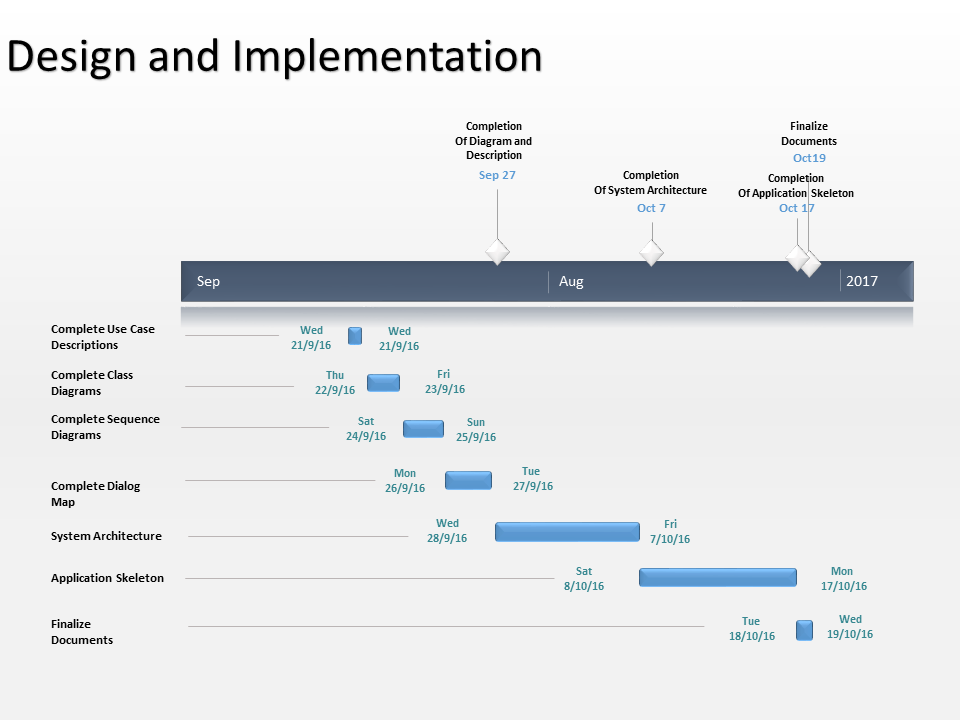 Design and Implementation
Completion
Of Diagram and
Description
Sep 27
Completion
Of System Architecture
Oct 7
Finalize
Documents
Oct19
Completion
Of Application Skeleton
Oct 17
Sep
Aug
2017
Complete Use Case
Descriptions
Wed
21/9/16
Wed
21/9/16
Complete Class
Diagrams
Thu
22/9/16
Fri
23/9/16
Complete Sequence
Diagrams
Sat
24/9/16
Sun
25/9/16
Complete Dialog
Map
Mon
26/9/16
Tue
27/9/16
System Architecture
Wed
28/9/16
Fri
7/10/16
Application Skeleton
Sat
8/10/16
Mon
17/10/16
Finalize
Documents
Tue
18/10/16
Wed
19/10/16